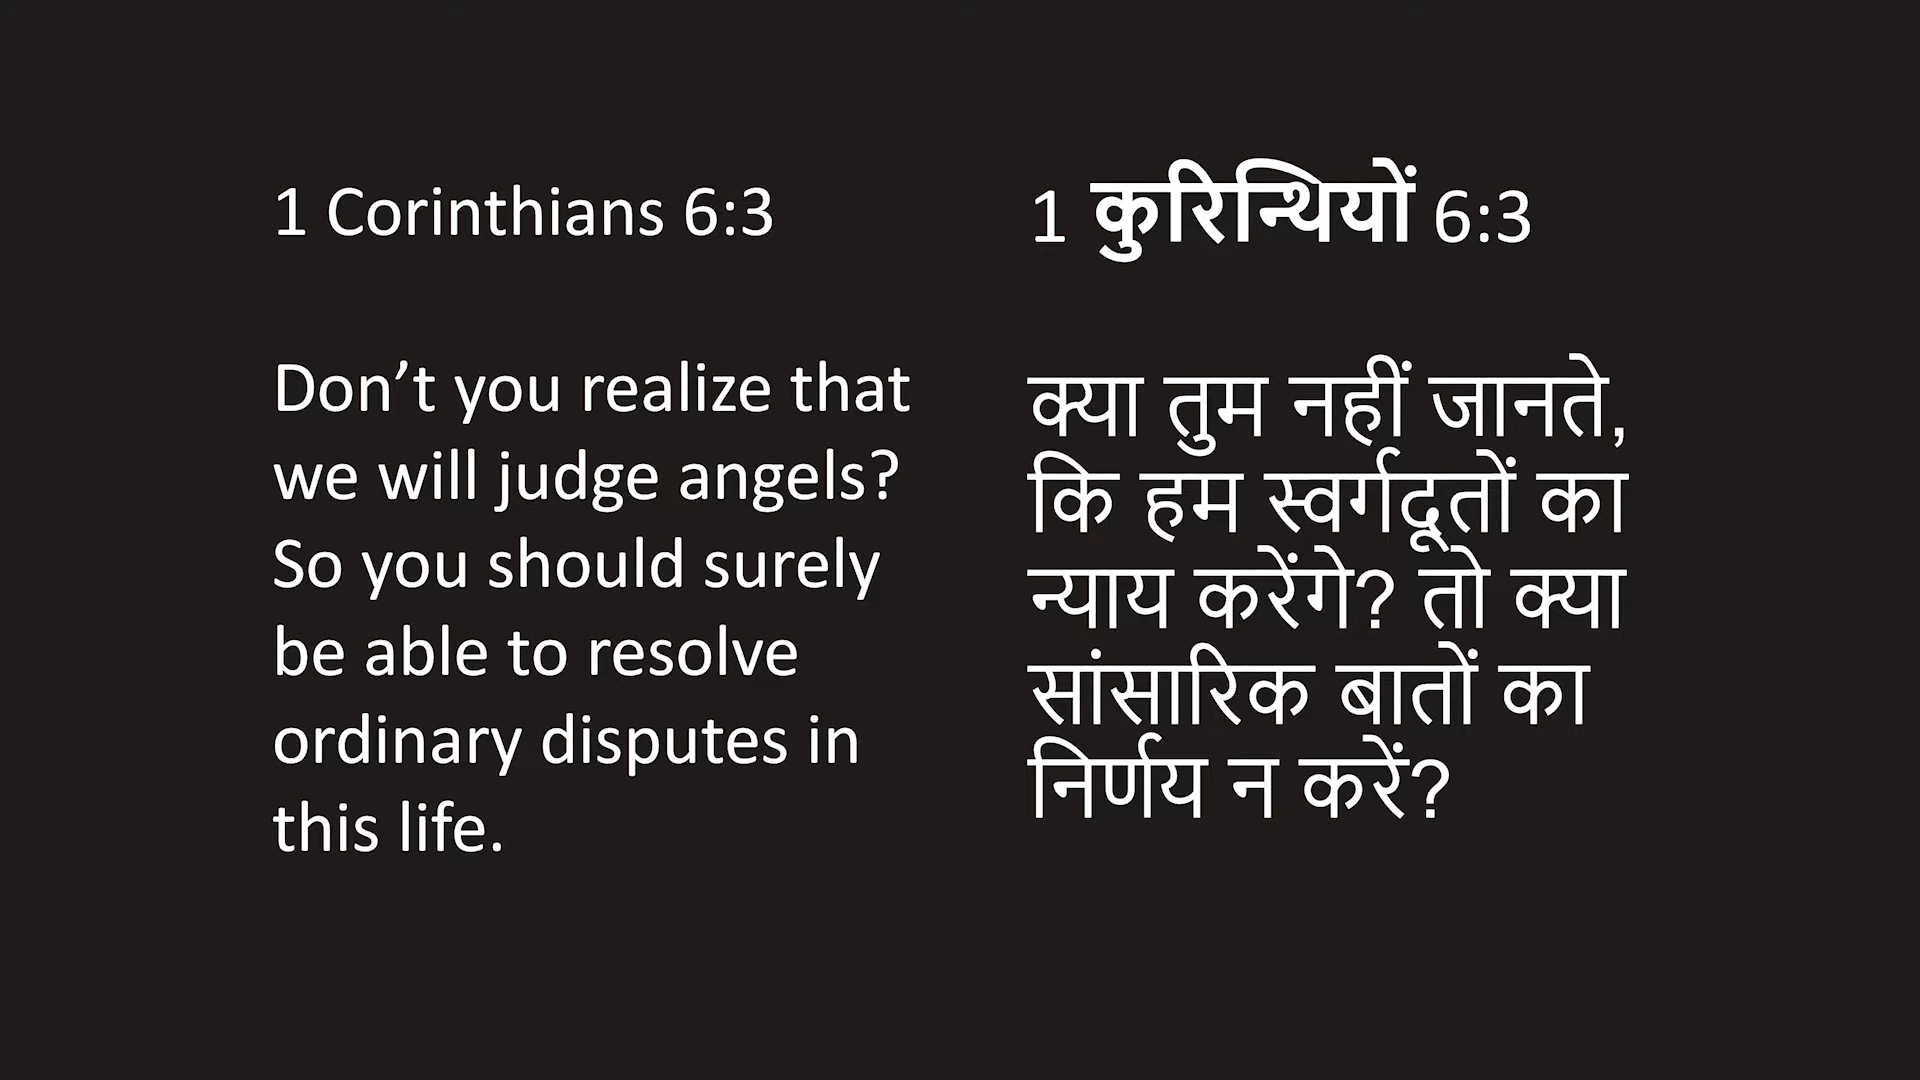 1 Corinthians 6:3
Don’t you realize that
we will judge angels?
So you should surely
be able to resolve
ordinary disputes in
this life.
1 कुरिन्थियों 6:3
क्या तुम नहीं जानते,
कि हम स्वर्गदूतों का
न्याय करेंगे? तो क्या
सांसारिक बातों का
निर्णय न करें?